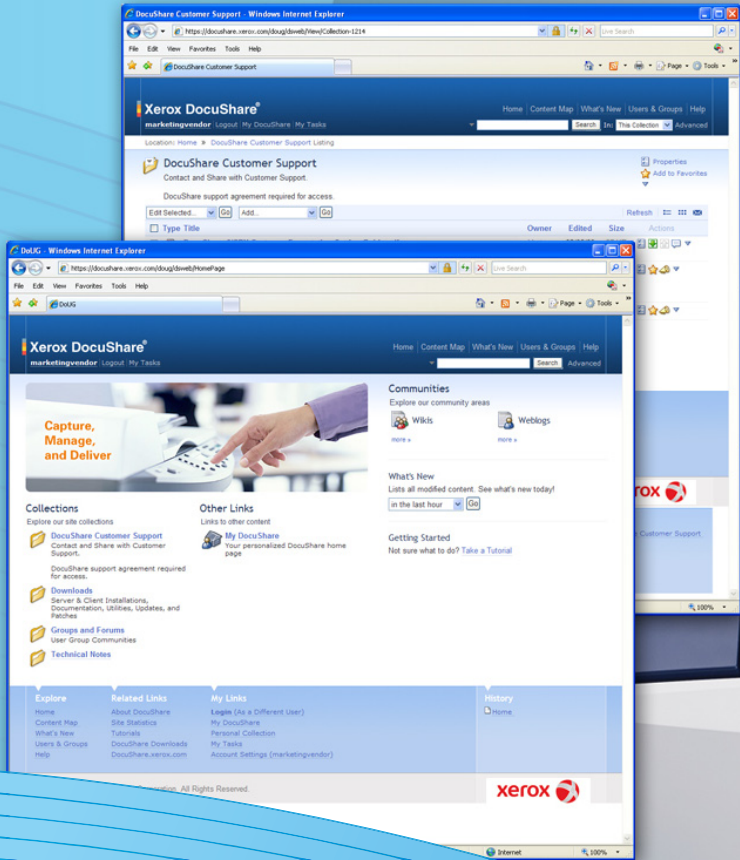 DocuShare Customer Support - Windows Internet Explorer
https://docushare.xerox.com/doug/dsweb/View/Collection-1214
Live Search
File Edit View Favorites Tools Help
DocuShare Customer Support
Page Tools
Xerox DocuShare®
Home Content Map What's New Users & Groups Help
marketingvendor Logout My DocuShare My Tasks
Search In: This Collection Advanced
Location: Home » DocuShare Customer Support Listing
DocuShare Customer Support
Contact and Share with Customer Support.
DocuShare support agreement required for access.
Properties
Add to Favorites
Edit Selected... Go Add... Go
Refresh
Type Title Owner Edited Size Actions
rox
Customer Support
100%
DoUG - Windows Internet Explorer
https://docushare.xerox.com/doug/dsweb/HomePage
Live Search
File Edit View Favorites Tools Help
DoUG
Page Tools
Xerox DocuShare®
Home Content Map What's New Users & Groups Help
marketingvendor Logout My Tasks
Search Advanced
Capture,
Manage,
and Deliver
Communities
Explore our community areas
Wikis Weblogs
more » more »
What's New
Lists all modified content. See what's new today!
in the last hour Go
Getting Started
Not sure what to do? Take a Tutorial
Collections
Explore our site collections
DocuShare Customer Support
Contact and Share with Customer
Support.
DocuShare support agreement required
for access.
Downloads
Server & Client Installations,
Documentation, Utilities, Updates, and
Patches
Groups and Forums
User Group Communities
Technical Notes
Other Links
Links to other content
My DocuShare
Your personalized DocuShare home
page
Explore
Home
Content Map
What's New
Users & Groups
Help
Related Links
About DocuShare
Site Statistics
Tutorials
DocuShare Downloads
DocuShare.xerox.com
My Links
Login (As a Different User)
My DocuShare
Personal Collection
My Tasks
Account Settings (marketingvendor)
History
Home
All Rights Reserved.
xerox
Internet 100%